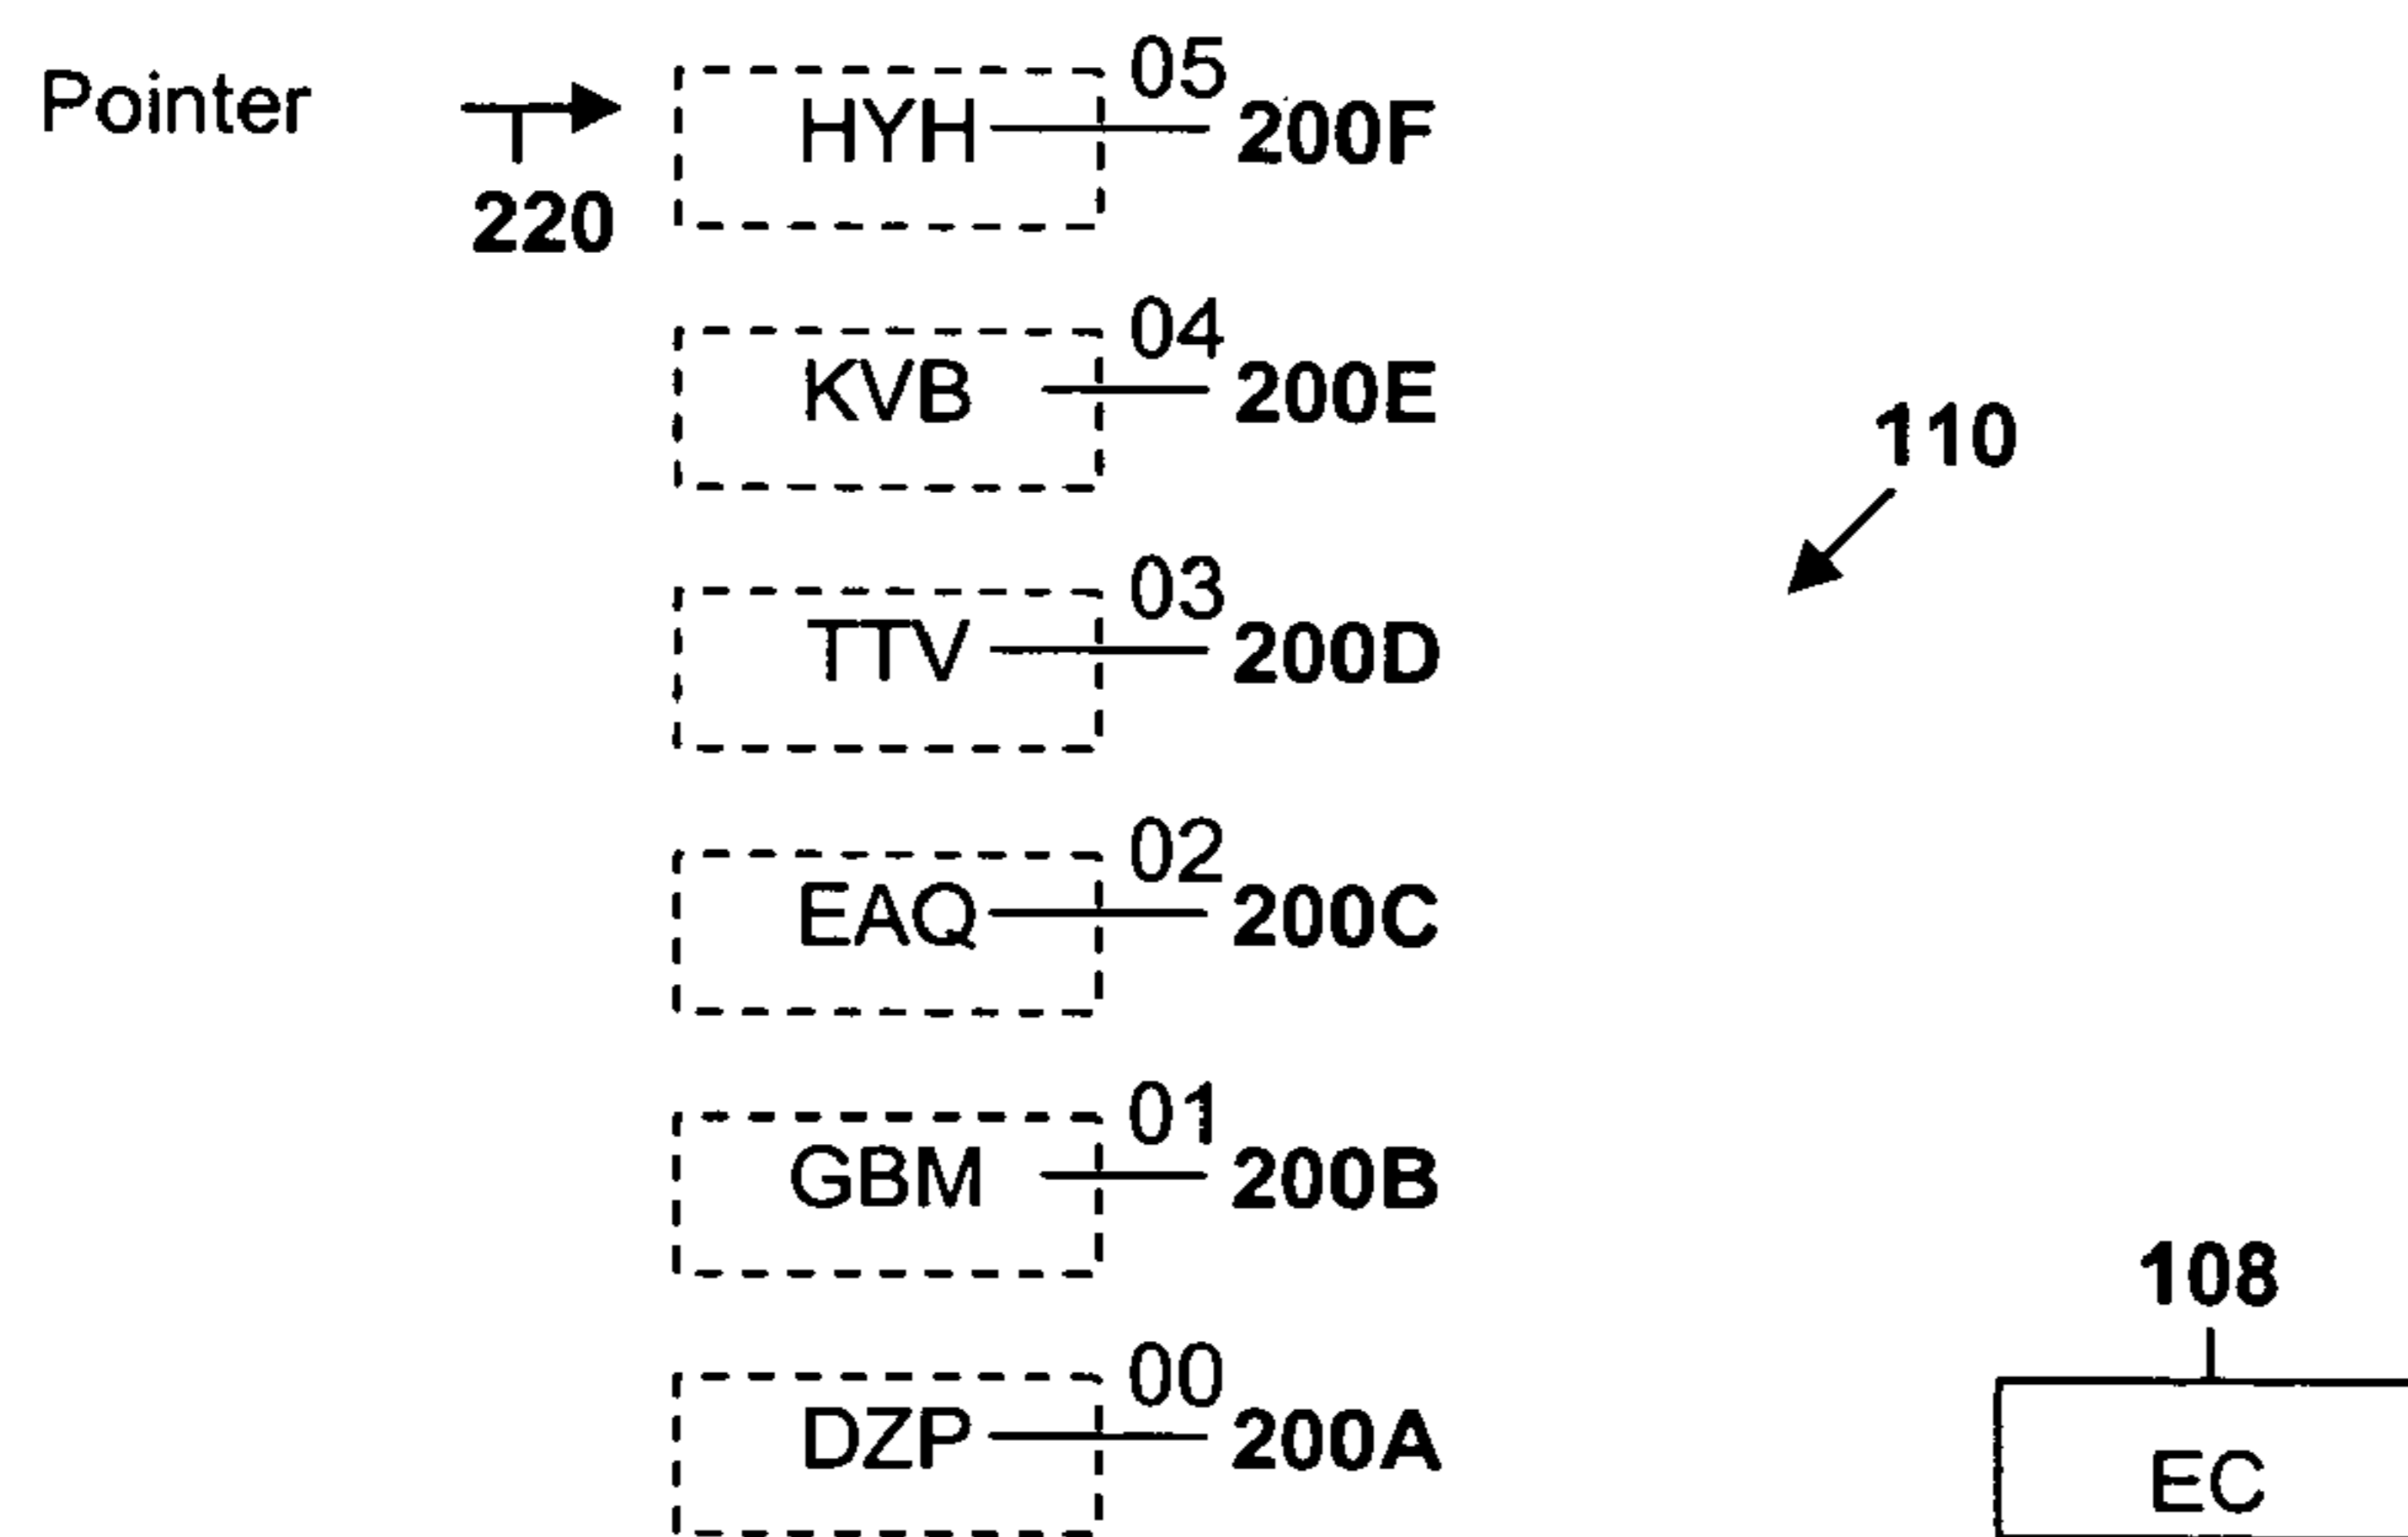 Pointer
220
05
HYH
200F
04
KVB
200E
110
03
TTV
200D
02
EAQ
200C
01
GBM
200B
108
00
DZP
200A
EC